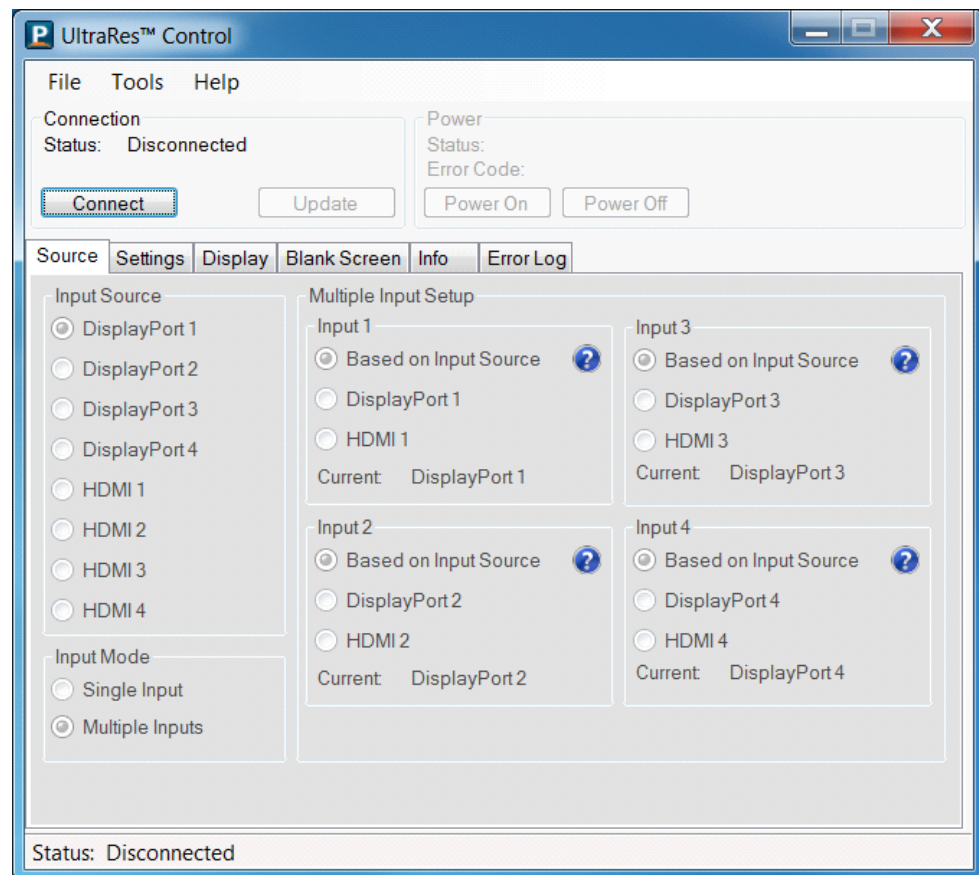 UltraRes™ Control
File Tools Help
Connection
Status: Disconnected
Connect Update
Power
Status:
Error Code:
Power On Power Off
Source Settings Display Blank Screen Info Error Log
Input Source
DisplayPort 1
DisplayPort 2
DisplayPort 3
DisplayPort 4
HDMI 1
HDMI 2
HDMI 3
HDMI 4
Input Mode
Single Input
Multiple Inputs
Multiple Input Setup
Input 1
Based on Input Source ?
DisplayPort 1
HDMI 1
Current: DisplayPort 1
Input 2
Based on Input Source ?
DisplayPort 2
HDMI 2
Current: DisplayPort 2
Input 3
Based on Input Source ?
DisplayPort 3
HDMI 3
Current: DisplayPort 3
Input 4
Based on Input Source ?
DisplayPort 4
HDMI 4
Current: DisplayPort 4
Status: Disconnected